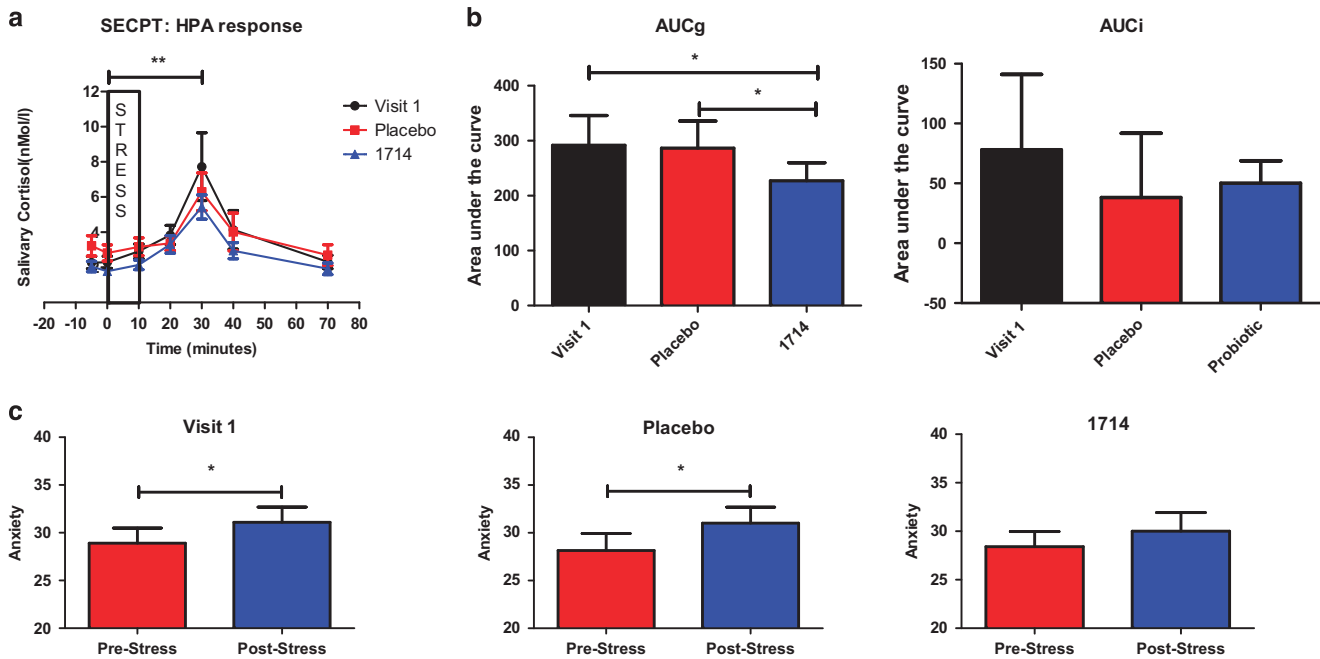 a
SECPT: HPA response
**
Salivary Cortisol(nMol/l)
12
10
8
6
4
STRESS
Visit 1
Placebo
1714
-20 -10 0 10 20 30 40 50 60 70 80
Time (minutes)
b
AUCg
*
*
Area under the curve
400
300
200
100
0
Visit 1
Placebo
1714
AUCi
Area under the curve
150
100
50
0
-50
Visit 1
Placebo
Probiotic
c
Visit 1
*
Anxiety
40
35
30
25
20
Pre-Stress Post-Stress
Placebo
*
Anxiety
40
35
30
25
20
Pre-Stress Post-Stress
1714
Anxiety
40
35
30
25
20
Pre-Stress Post-Stress